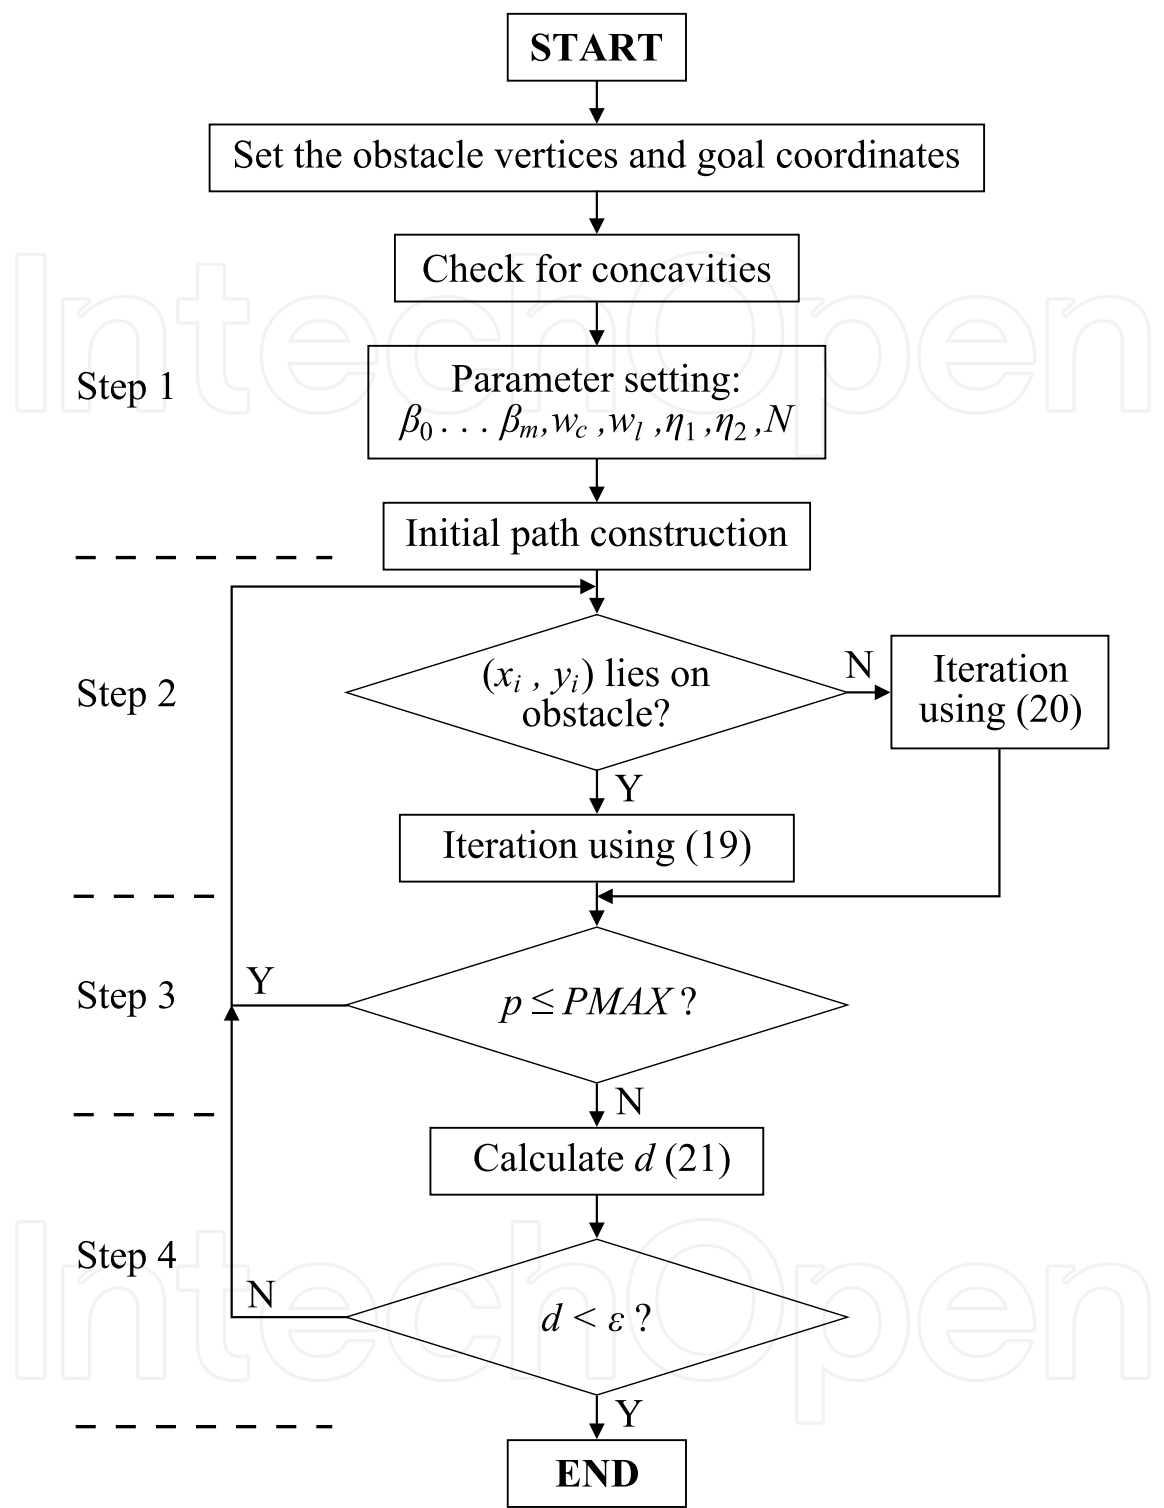 START
Set the obstacle vertices and goal coordinates
Check for concavities
Step 1
Parameter setting:
β₀ . . . βₘ, w_c , w_l , η₁ , η₂ , N
Initial path construction
Step 2
(xᵢ , yᵢ) lies on
obstacle?
N
Iteration
using (20)
Y
Iteration using (19)
Step 3
Y
p ≤ PMAX ?
N
Calculate d (21)
Step 4
N
d < ε ?
Y
END
IntechOpen
IntechOpen